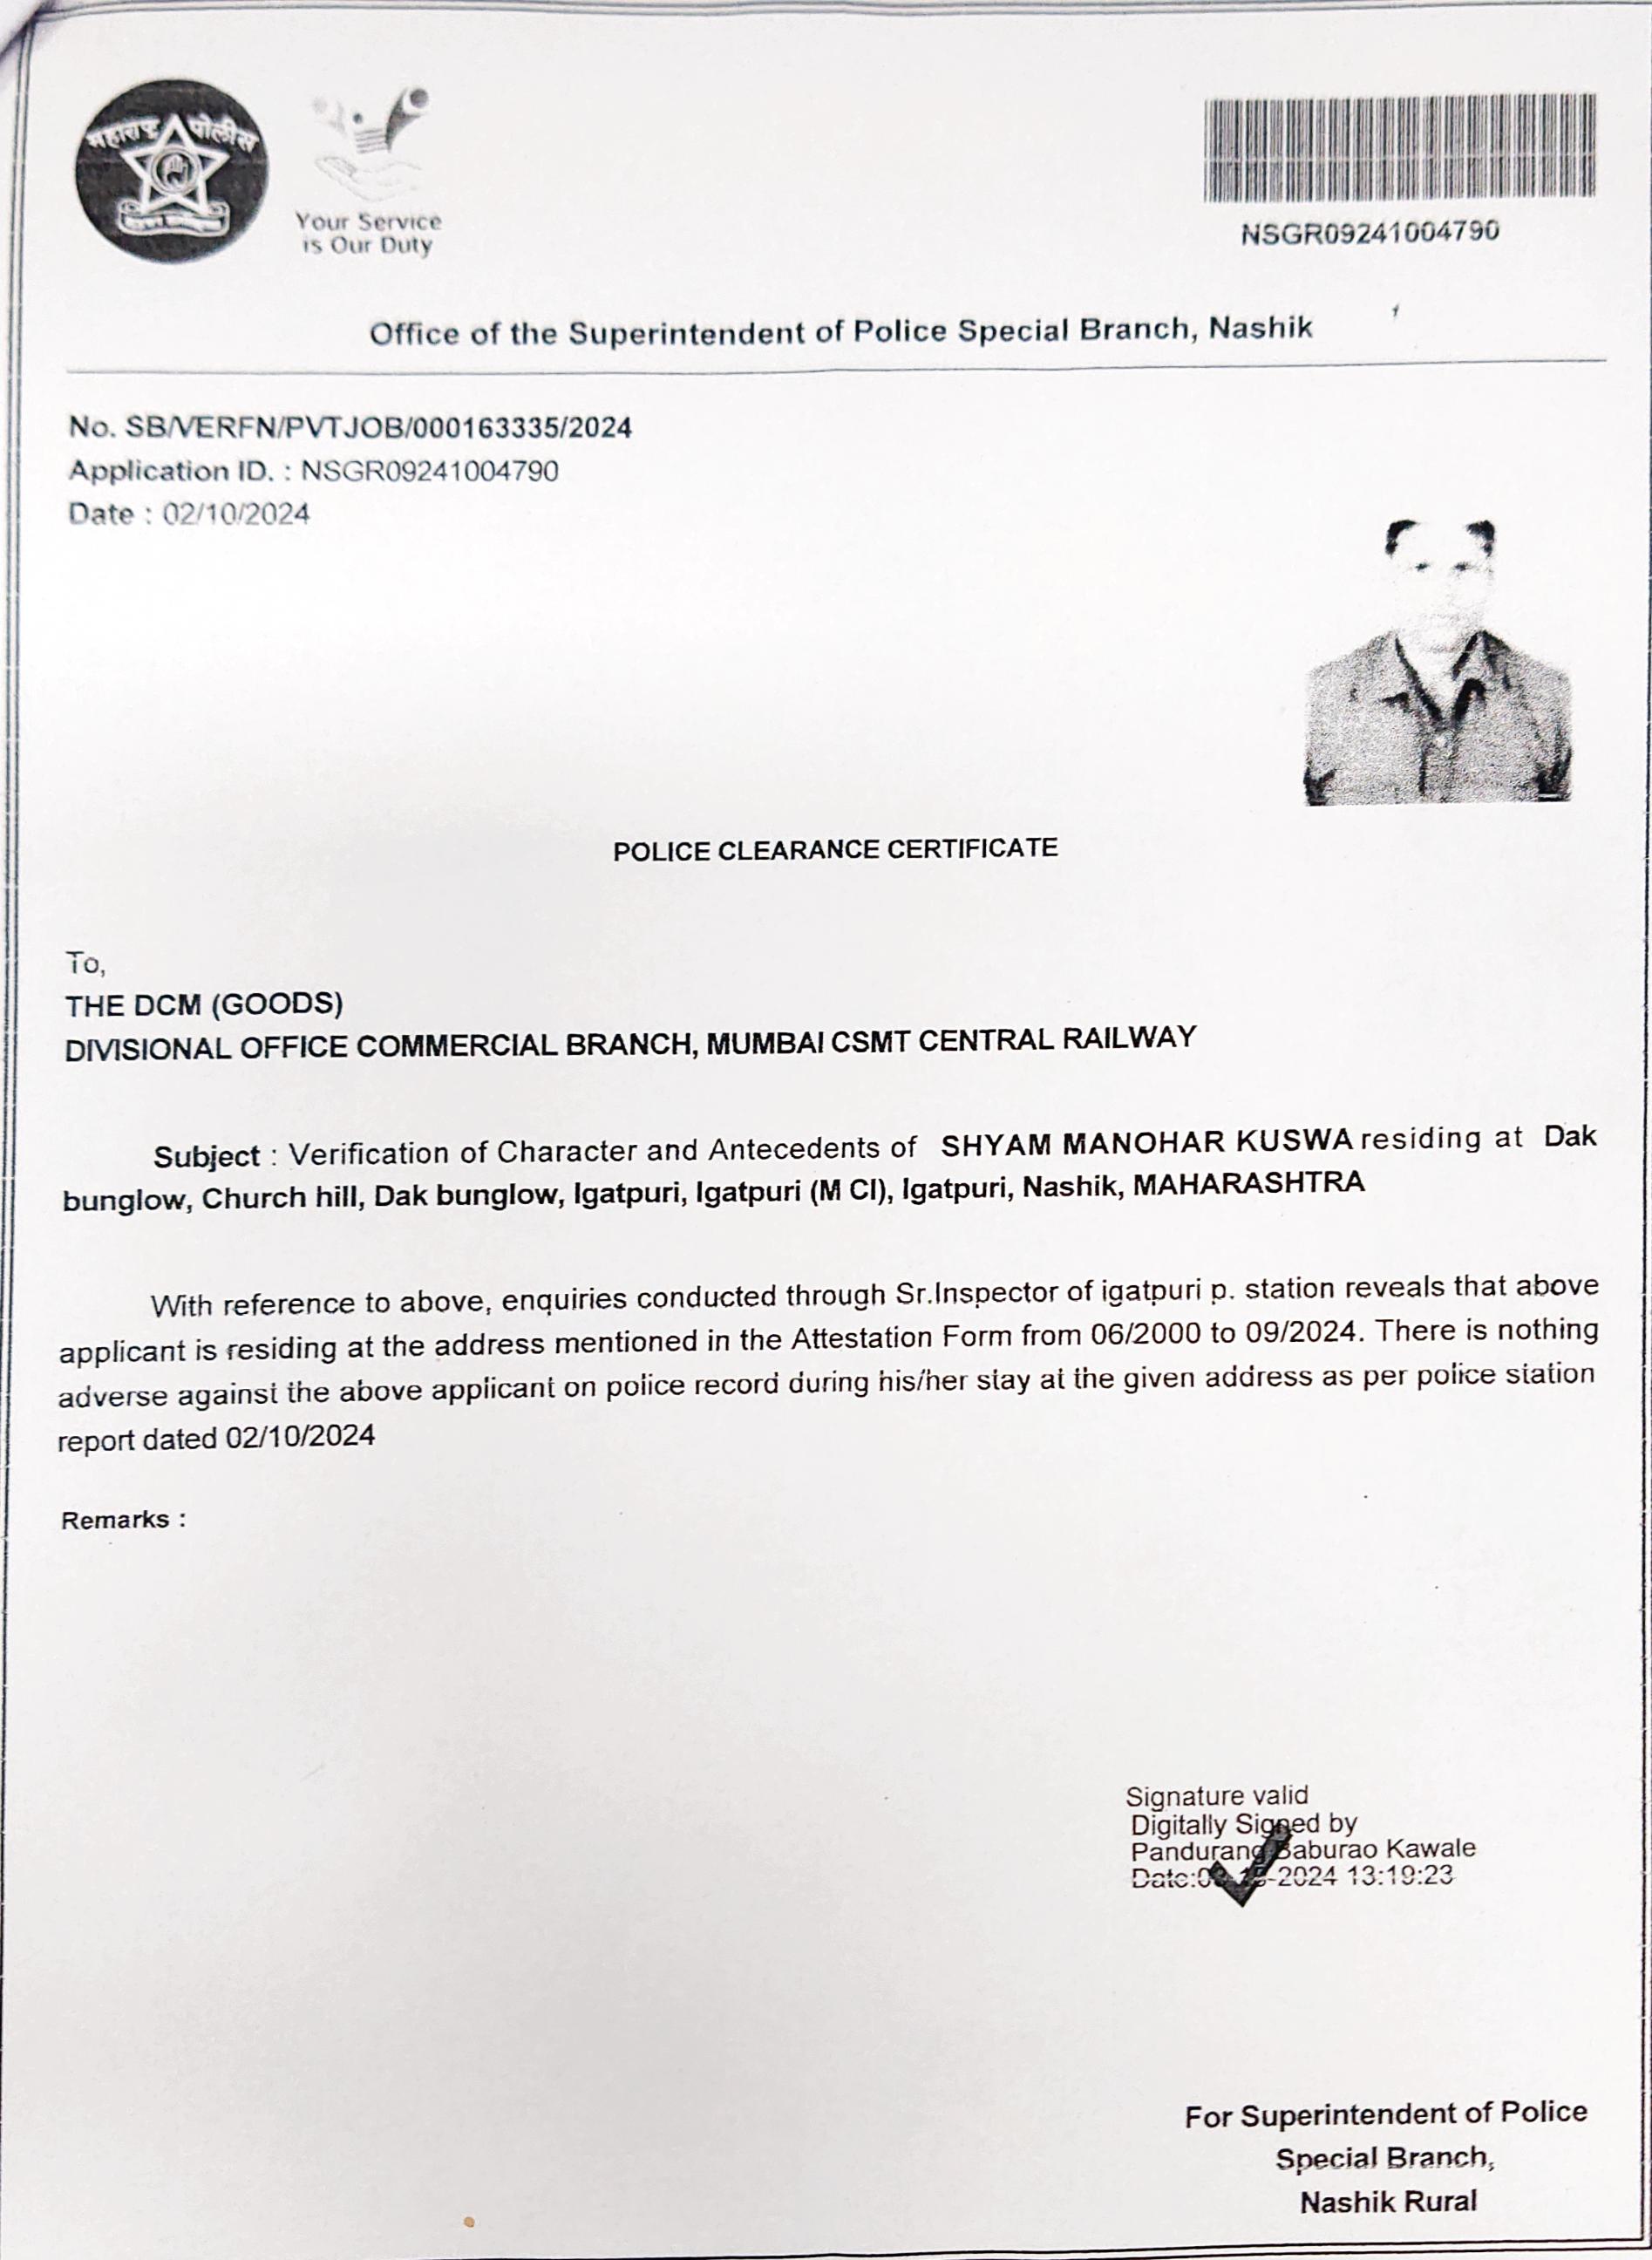 महाराष्ट्र पोलीस
Your Service
is Our Duty
NSGR09241004790
Office of the Superintendent of Police Special Branch, Nashik
No. SB/VERFN/PVTJOB/000163335/2024
Application ID. : NSGR09241004790
Date : 02/10/2024
POLICE CLEARANCE CERTIFICATE
To,
THE DCM (GOODS)
DIVISIONAL OFFICE COMMERCIAL BRANCH, MUMBAI CSMT CENTRAL RAILWAY
Subject : Verification of Character and Antecedents of SHYAM MANOHAR KUSWA residing at Dak
bunglow, Church hill, Dak bunglow, Igatpuri, Igatpuri (M Cl), Igatpuri, Nashik, MAHARASHTRA
With reference to above, enquiries conducted through Sr.Inspector of igatpuri p. station reveals that above
applicant is residing at the address mentioned in the Attestation Form from 06/2000 to 09/2024. There is nothing
adverse against the above applicant on police record during his/her stay at the given address as per police station
report dated 02/10/2024
Remarks :
Signature valid
Digitally Signed by
Pandurang Baburao Kawale
Date: 2024 13:19:23
For Superintendent of Police
Special Branch,
Nashik Rural